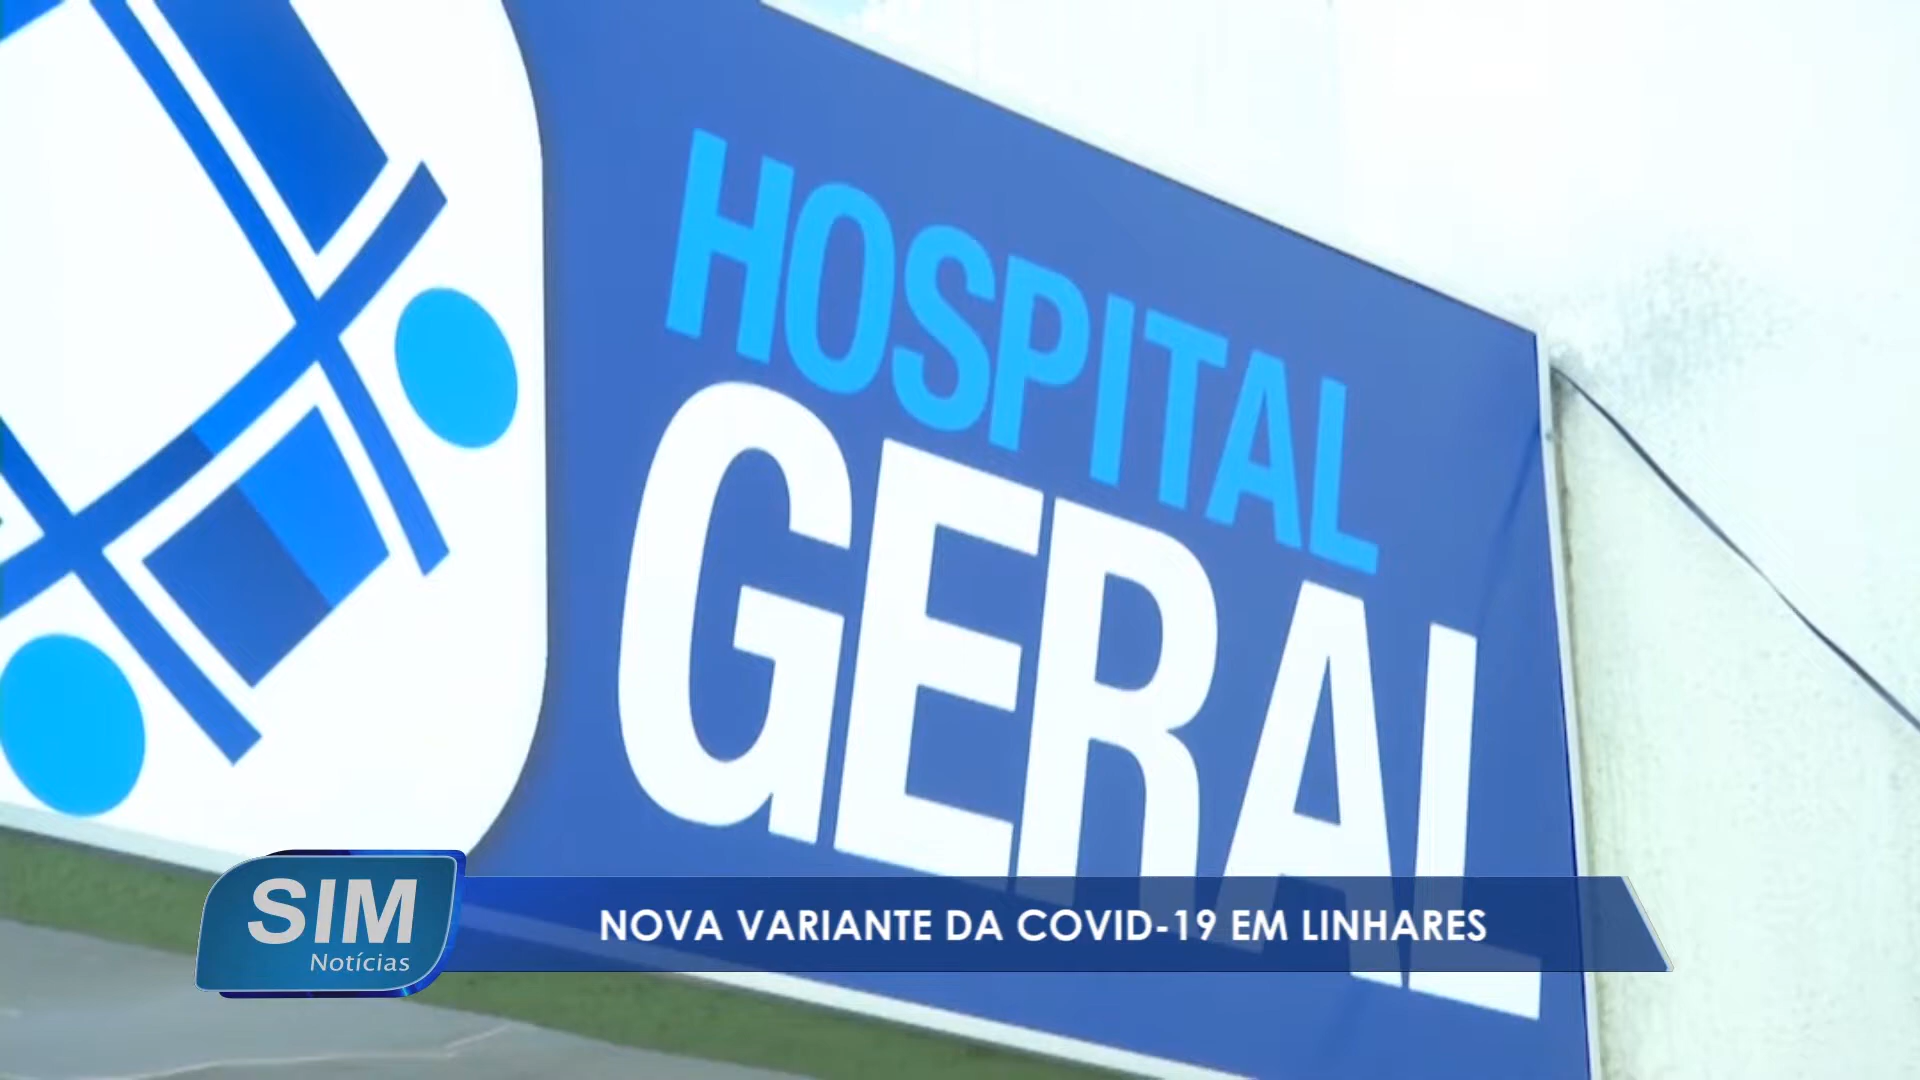 HOSPITAL
GERAL
SIM
Notícias
NOVA VARIANTE DA COVID-19 EM LINHARES